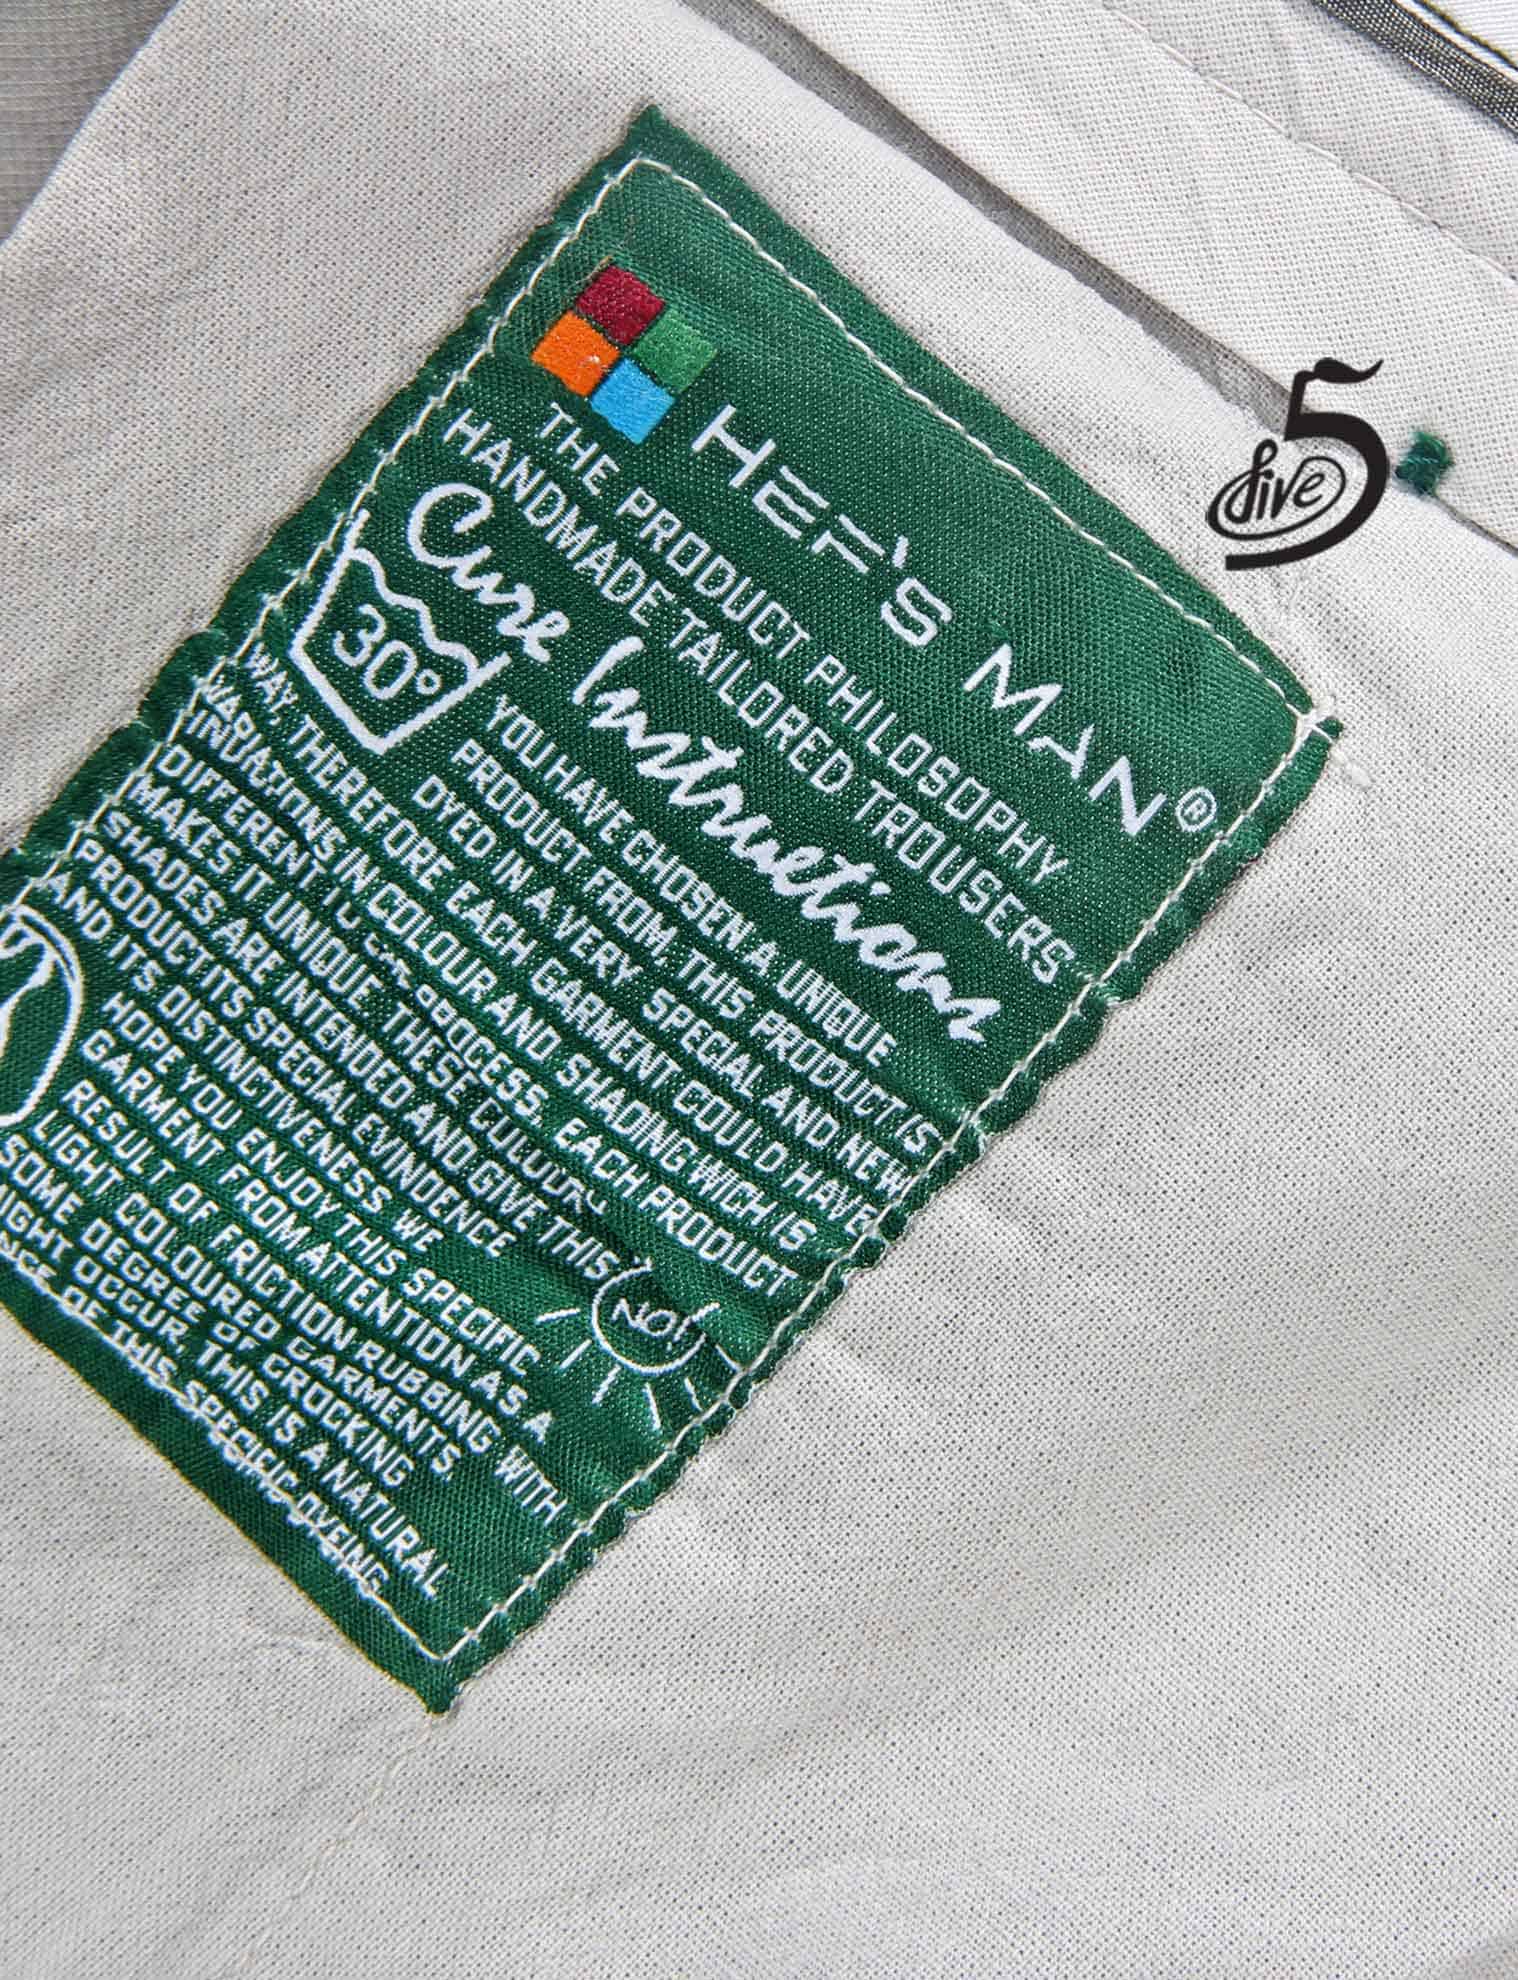 HEF'S MAN®
THE PRODUCT PHILOSOPHY
HANDMADE TAILORED TROUSERS
Cure Instructions
30°
YOU HAVE CHOSEN A UNIQUE
PRODUCT FROM, THIS PRODUCT IS
DYED IN A VERY SPECIAL AND NEW
WAY, THEREFORE EACH GARMENT COULD HAVE
VARIATIONS IN COLOUR AND SHADING WICH IS
DIFFERENT PROCESS. EACH PRODUCT
MAKES IT UNIQUE THESE
SHADES ARE INTENDED AND GIVE THIS
PRODUCT ITS SPECIAL EVINDENCE
AND ITS DISTINCTIVENESS WE
HOPE YOU ENJOY THIS SPECIFIC
GARMENT FROM ATTENTION AS A
RESULT OF FRICTION RUBBING WITH
LIGHT COLOURED GARMENTS.
SOME DEGREE OF CROCKING
OCCUR, THIS IS A NATURAL
OF THIS SPECIFIC DYEING
NO!
5
five